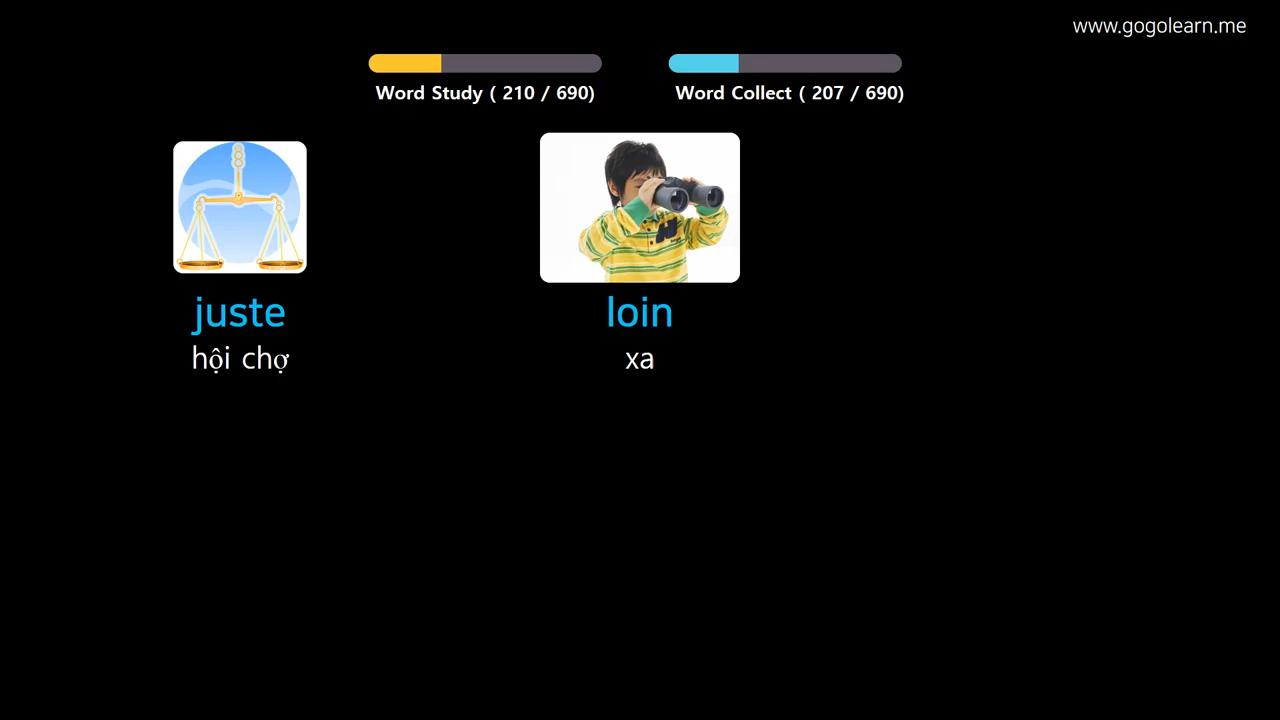 www.gogolearn.me
Word Study ( 210 / 690)
Word Collect ( 207 / 690)
juste
hội chợ
loin
xa